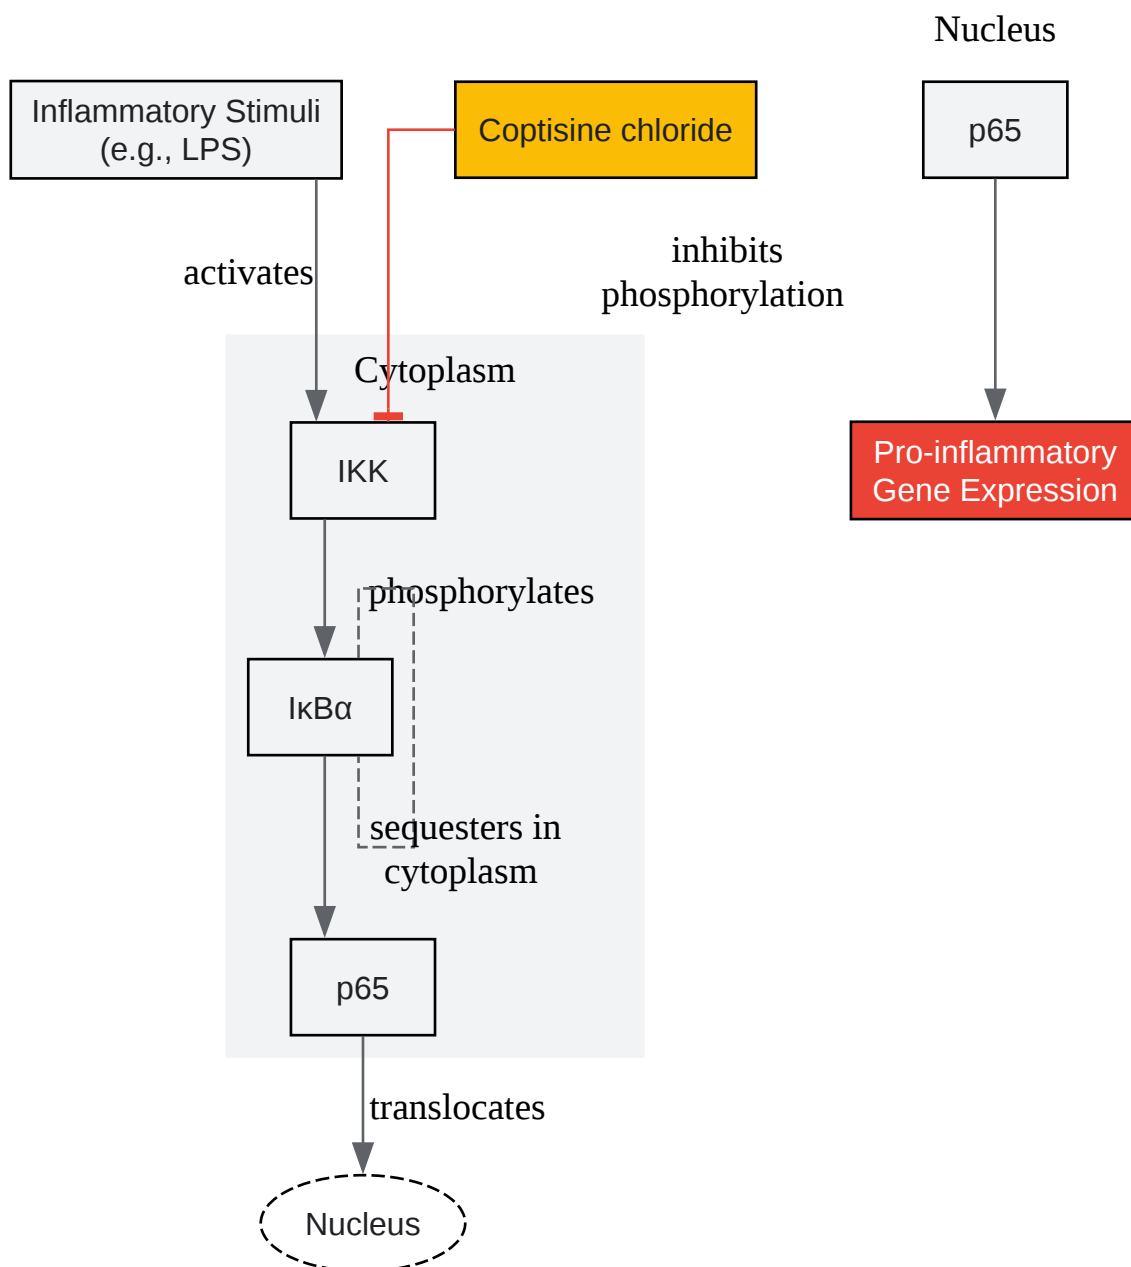 Nucleus
Inflammatory Stimuli
(e.g., LPS)
Coptisine chloride
p65
activates
inhibits
phosphorylation
Cytoplasm
IKK
Pro-inflammatory
Gene Expression
phosphorylates
IκBα
sequesters in
cytoplasm
p65
translocates
Nucleus